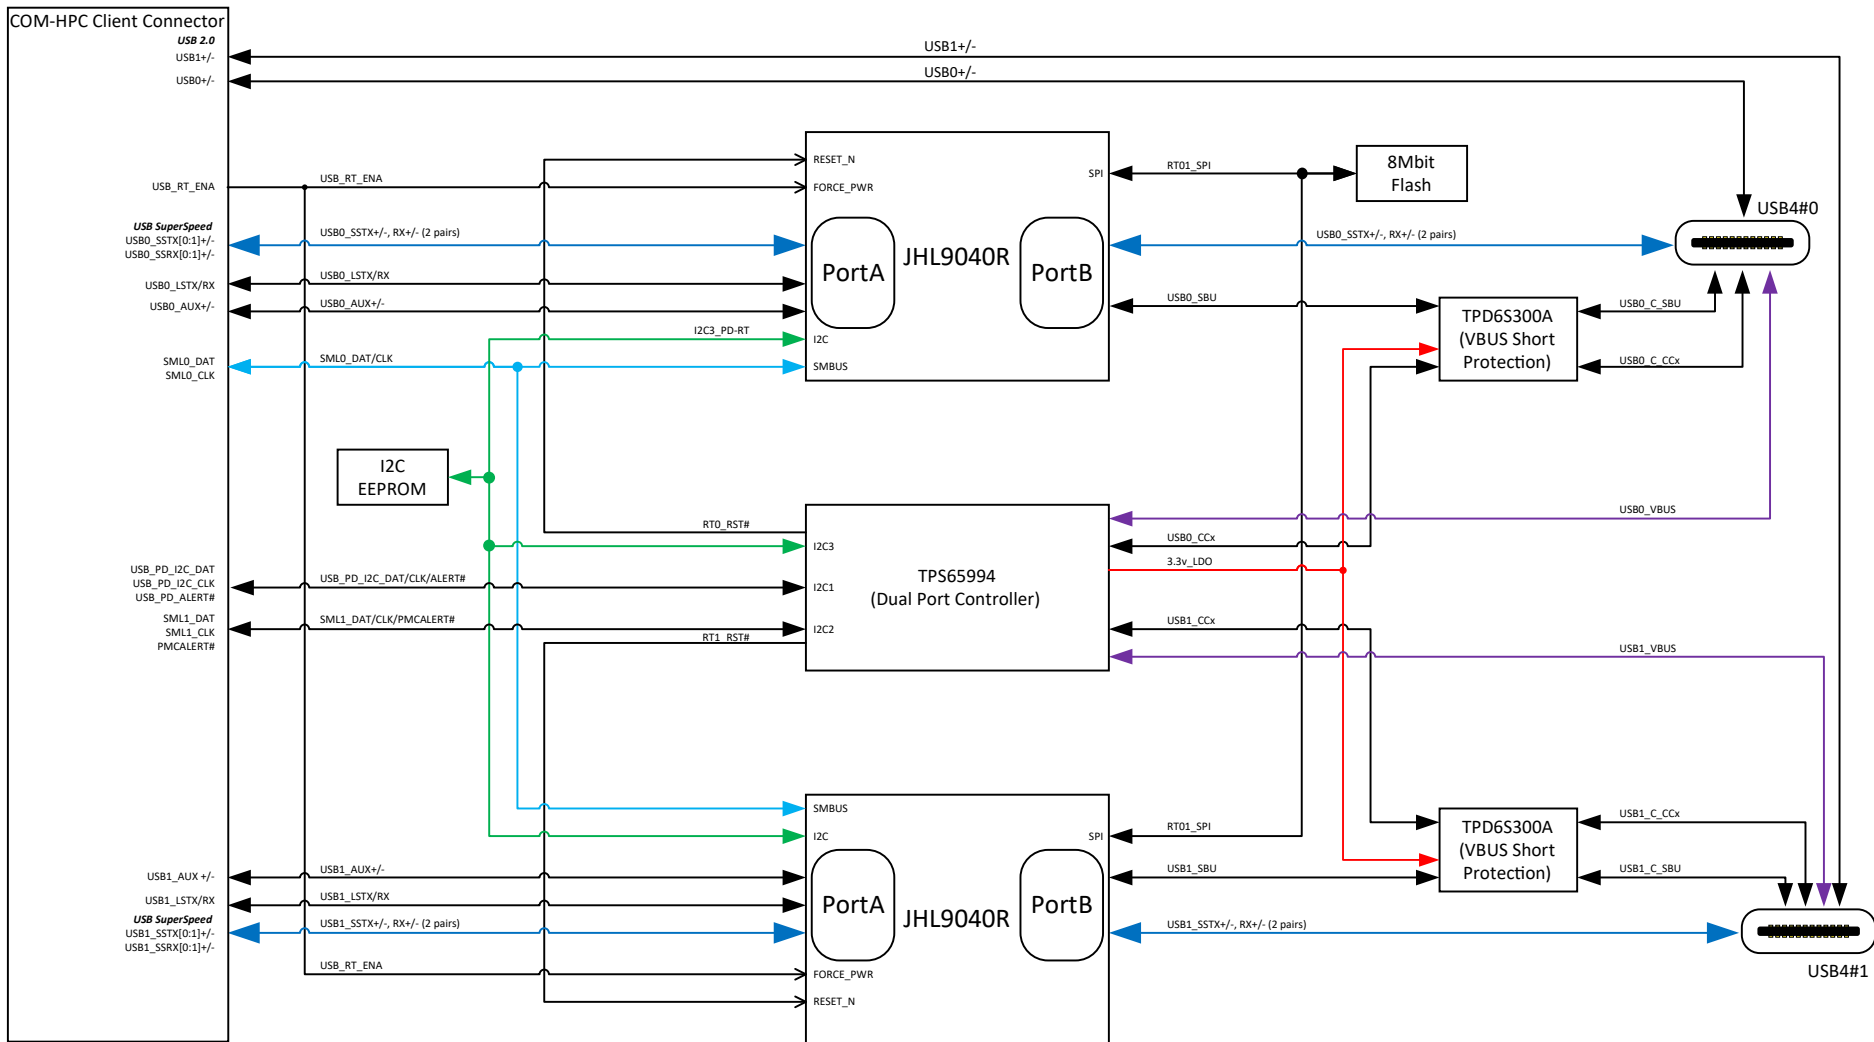 COM-HPC Client Connector
USB 2.0
USB1+/-
USB0+/-
USB_RT_ENA
USB SuperSpeed
USB0_SSTX[0:1]+/-
USB0_SSRX[0:1]+/-
USB0_LSTX/RX
USB0_AUX+/-
SML0_DAT
SML0_CLK
USB_PD_I2C_DAT
USB_PD_I2C_CLK
USB_PD_ALERT#
SML1_DAT
SML1_CLK
PMCALERT#
USB1_AUX +/-
USB1_LSTX/RX
USB SuperSpeed
USB1_SSTX[0:1]+/-
USB1_SSRX[0:1]+/-
USB1+/-
USB0+/-
USB_RT_ENA
USB0_SSTX+/-, RX+/- (2 pairs)
USB0_LSTX/RX
USB0_AUX+/-
I2C3_PD-RT
SML0_DAT/CLK
I2C
EEPROM
RT0_RST#
USB_PD_I2C_DAT/CLK/ALERT#
SML1_DAT/CLK/PMCALERT#
RT1_RST#
USB1_AUX+/-
USB1_LSTX/RX
USB1_SSTX+/-, RX+/- (2 pairs)
USB_RT_ENA
RESET_N
FORCE_PWR
SPI
PortA
JHL9040R
PortB
I2C
SMBUS
I2C3
I2C1
I2C2
TPS65994
(Dual Port Controller)
SMBUS
I2C
SPI
PortA
JHL9040R
PortB
FORCE_PWR
RESET_N
RT01_SPI
8Mbit
Flash
USB4#0
USB0_SSTX+/-, RX+/- (2 pairs)
USB0_SBU
TPD6S300A
(VBUS Short
Protection)
USB0_C_SBU
USB0_C_CCx
USB0_VBUS
USB0_CCx
3.3v_LDO
USB1_CCx
USB1_VBUS
RT01_SPI
USB1_SBU
TPD6S300A
(VBUS Short
Protection)
USB1_C_CCx
USB1_C_SBU
USB1_SSTX+/-, RX+/- (2 pairs)
USB4#1